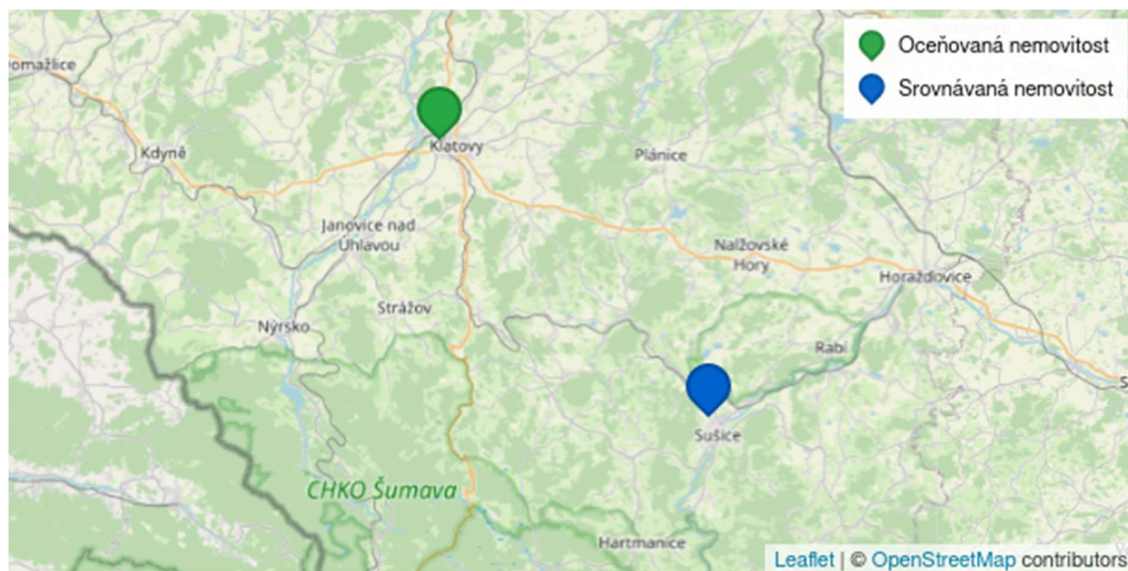 Oceňovaná nemovitost
Srovnávaná nemovitost
omažlice
Kdyně
Klatovy
Plánice
Janovice nad
Úhlavou
Nalžovské
Hory
Horažďovice
Strážov
Nýrsko
Rabí
S
Sušice
CHKO Šumava
Hartmanice
Leaflet | © OpenStreetMap contributors